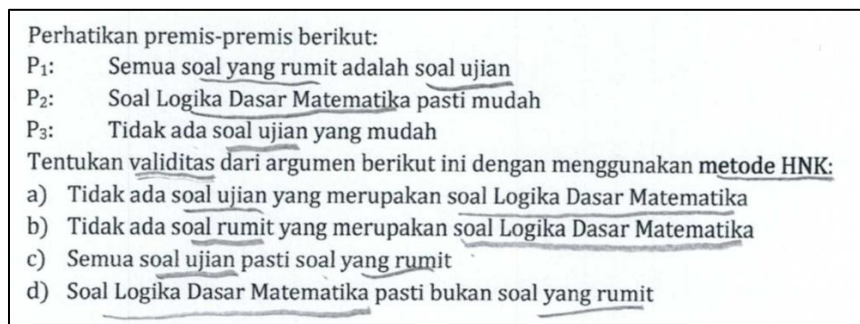 Perhatikan premis-premis berikut:
P₁: Semua soal yang rumit adalah soal ujian
P₂: Soal Logika Dasar Matematika pasti mudah
P₃: Tidak ada soal ujian yang mudah
Tentukan validitas dari argumen berikut ini dengan menggunakan metode HNK:
a) Tidak ada soal ujian yang merupakan soal Logika Dasar Matematika
b) Tidak ada soal rumit yang merupakan soal Logika Dasar Matematika
c) Semua soal ujian pasti soal yang rumit
d) Soal Logika Dasar Matematika pasti bukan soal yang rumit